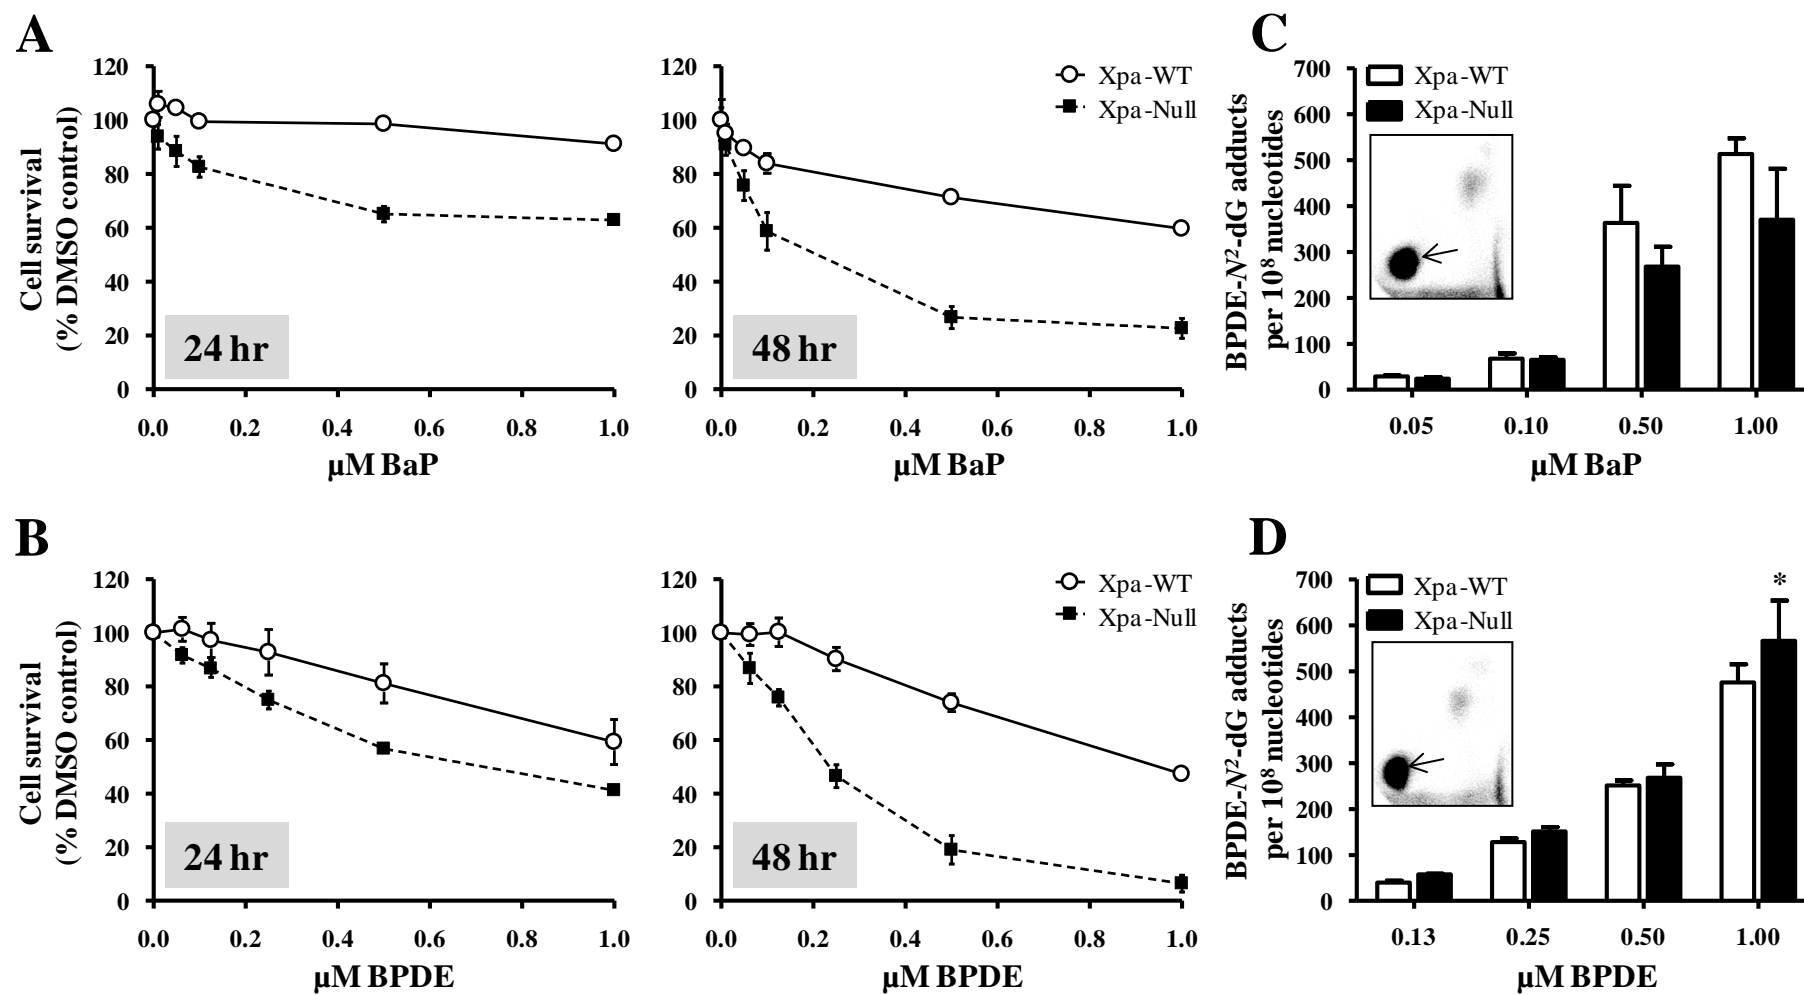 A
120
100
80
60
40
20
0
Cell survival
(% DMSO control)
24 hr
0.0 0.2 0.4 0.6 0.8 1.0
µM BaP
120
100
80
60
40
20
0
Xpa-WT
Xpa-Null
48 hr
0.0 0.2 0.4 0.6 0.8 1.0
µM BaP
C
700
600
500
400
300
200
100
0
BPDE-N²-dG adducts
per 10⁸ nucleotides
Xpa-WT
Xpa-Null
0.05 0.10 0.50 1.00
µM BaP
B
120
100
80
60
40
20
0
Cell survival
(% DMSO control)
24 hr
0.0 0.2 0.4 0.6 0.8 1.0
µM BPDE
120
100
80
60
40
20
0
Xpa-WT
Xpa-Null
48 hr
0.0 0.2 0.4 0.6 0.8 1.0
µM BPDE
D
700
600
500
400
300
200
100
0
BPDE-N²-dG adducts
per 10⁸ nucleotides
Xpa-WT
Xpa-Null
*
0.13 0.25 0.50 1.00
µM BPDE